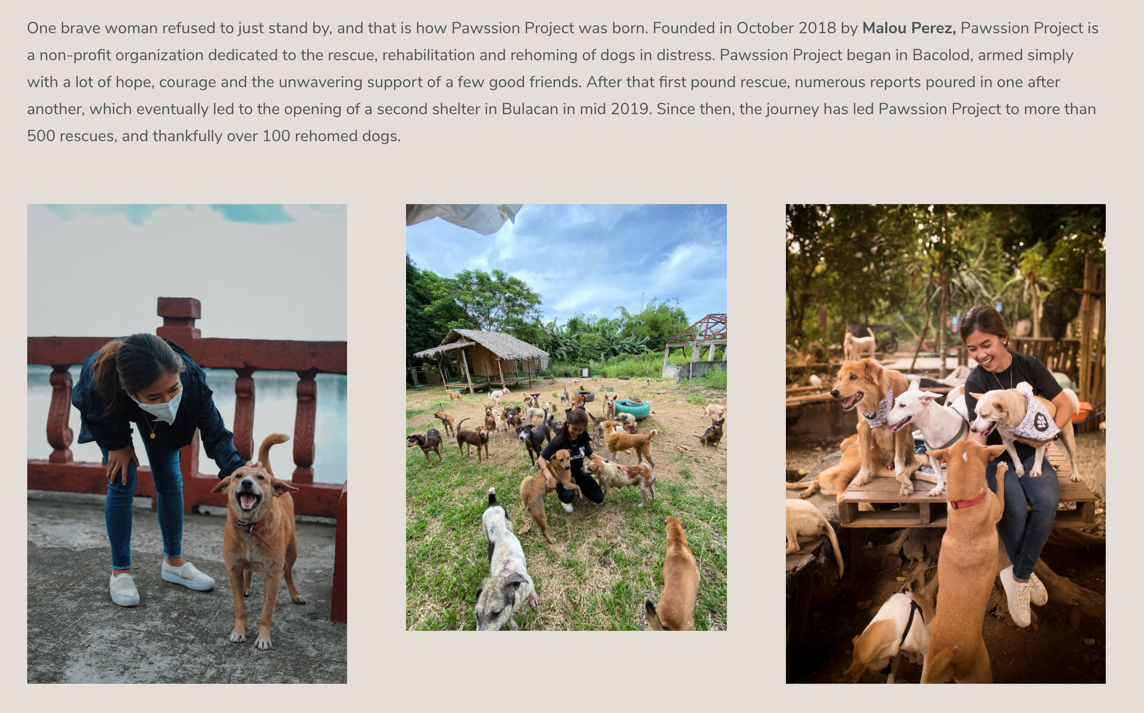 One brave woman refused to just stand by, and that is how Pawssion Project was born. Founded in October 2018 by Malou Perez, Pawssion Project is
a non-profit organization dedicated to the rescue, rehabilitation and rehoming of dogs in distress. Pawssion Project began in Bacolod, armed simply
with a lot of hope, courage and the unwavering support of a few good friends. After that first pound rescue, numerous reports poured in one after
another, which eventually led to the opening of a second shelter in Bulacan in mid 2019. Since then, the journey has led Pawssion Project to more than
500 rescues, and thankfully over 100 rehomed dogs.